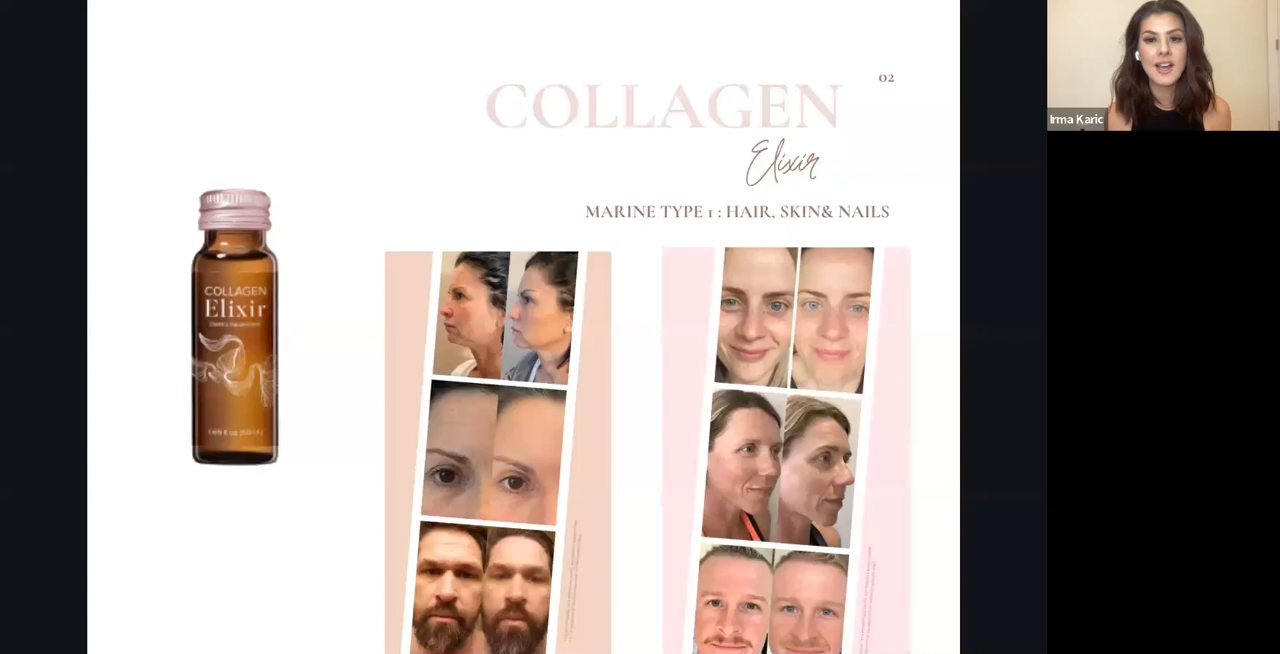 02
COLLAGEN
Elixir
MARINE TYPE 1 : HAIR, SKIN& NAILS
COLLAGEN
Elixir
Irma Karic